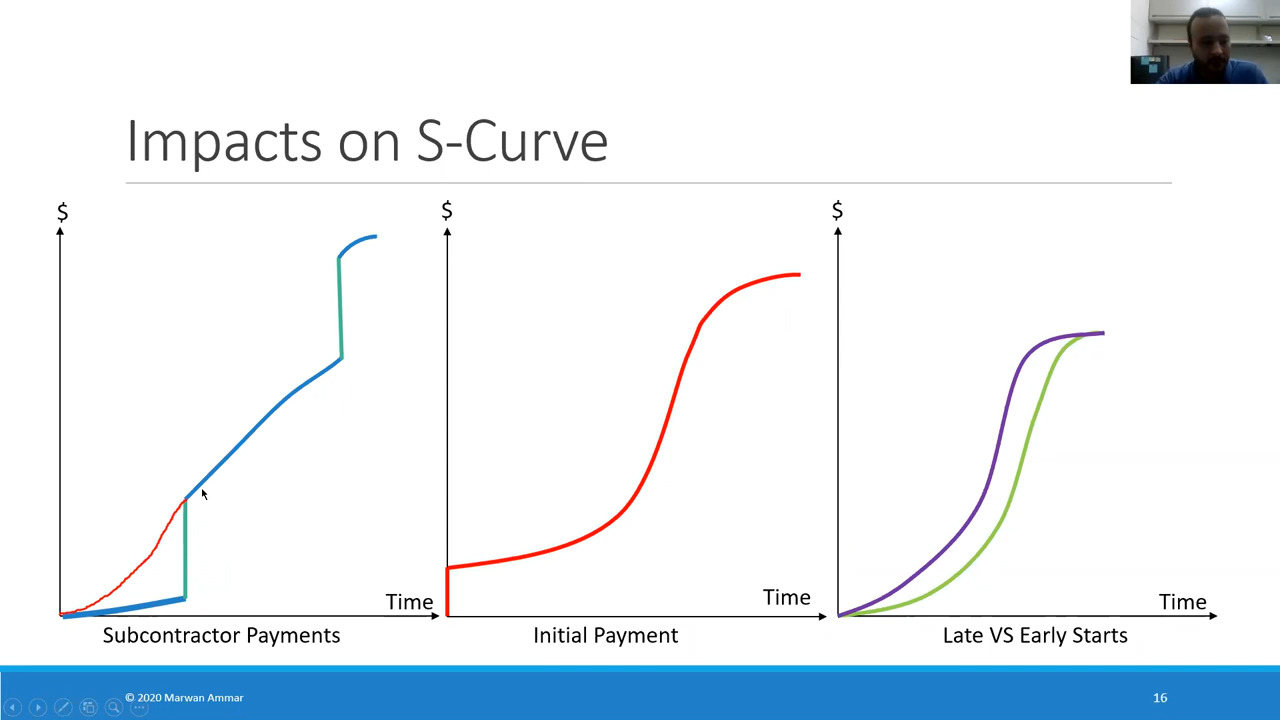 Impacts on S-Curve
$
$
$
Time
Time
Time
Subcontractor Payments
Initial Payment
Late VS Early Starts
© 2020 Marwan Ammar
16